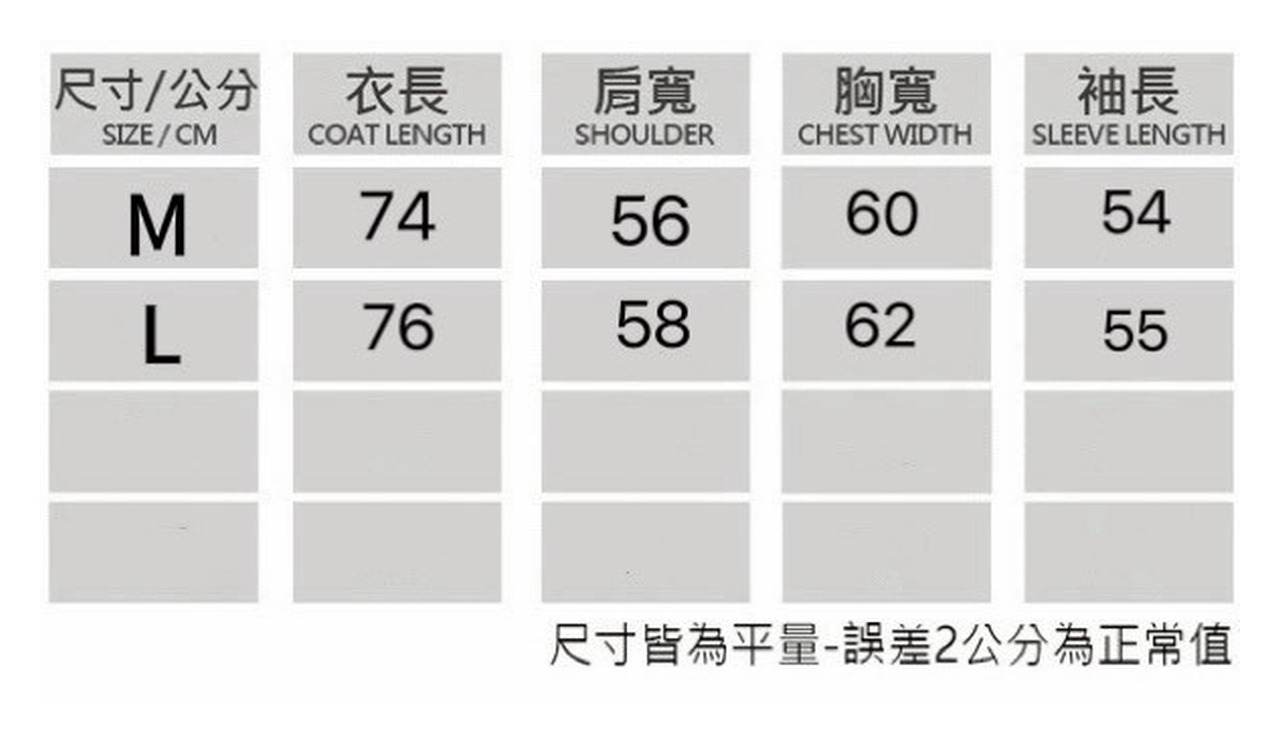 尺寸/公分 衣長 肩寬 胸寬 袖長
SIZE / CM COAT LENGTH SHOULDER CHEST WIDTH SLEEVE LENGTH
M 74 56 60 54
L 76 58 62 55
尺寸皆為平量-誤差2公分為正常值